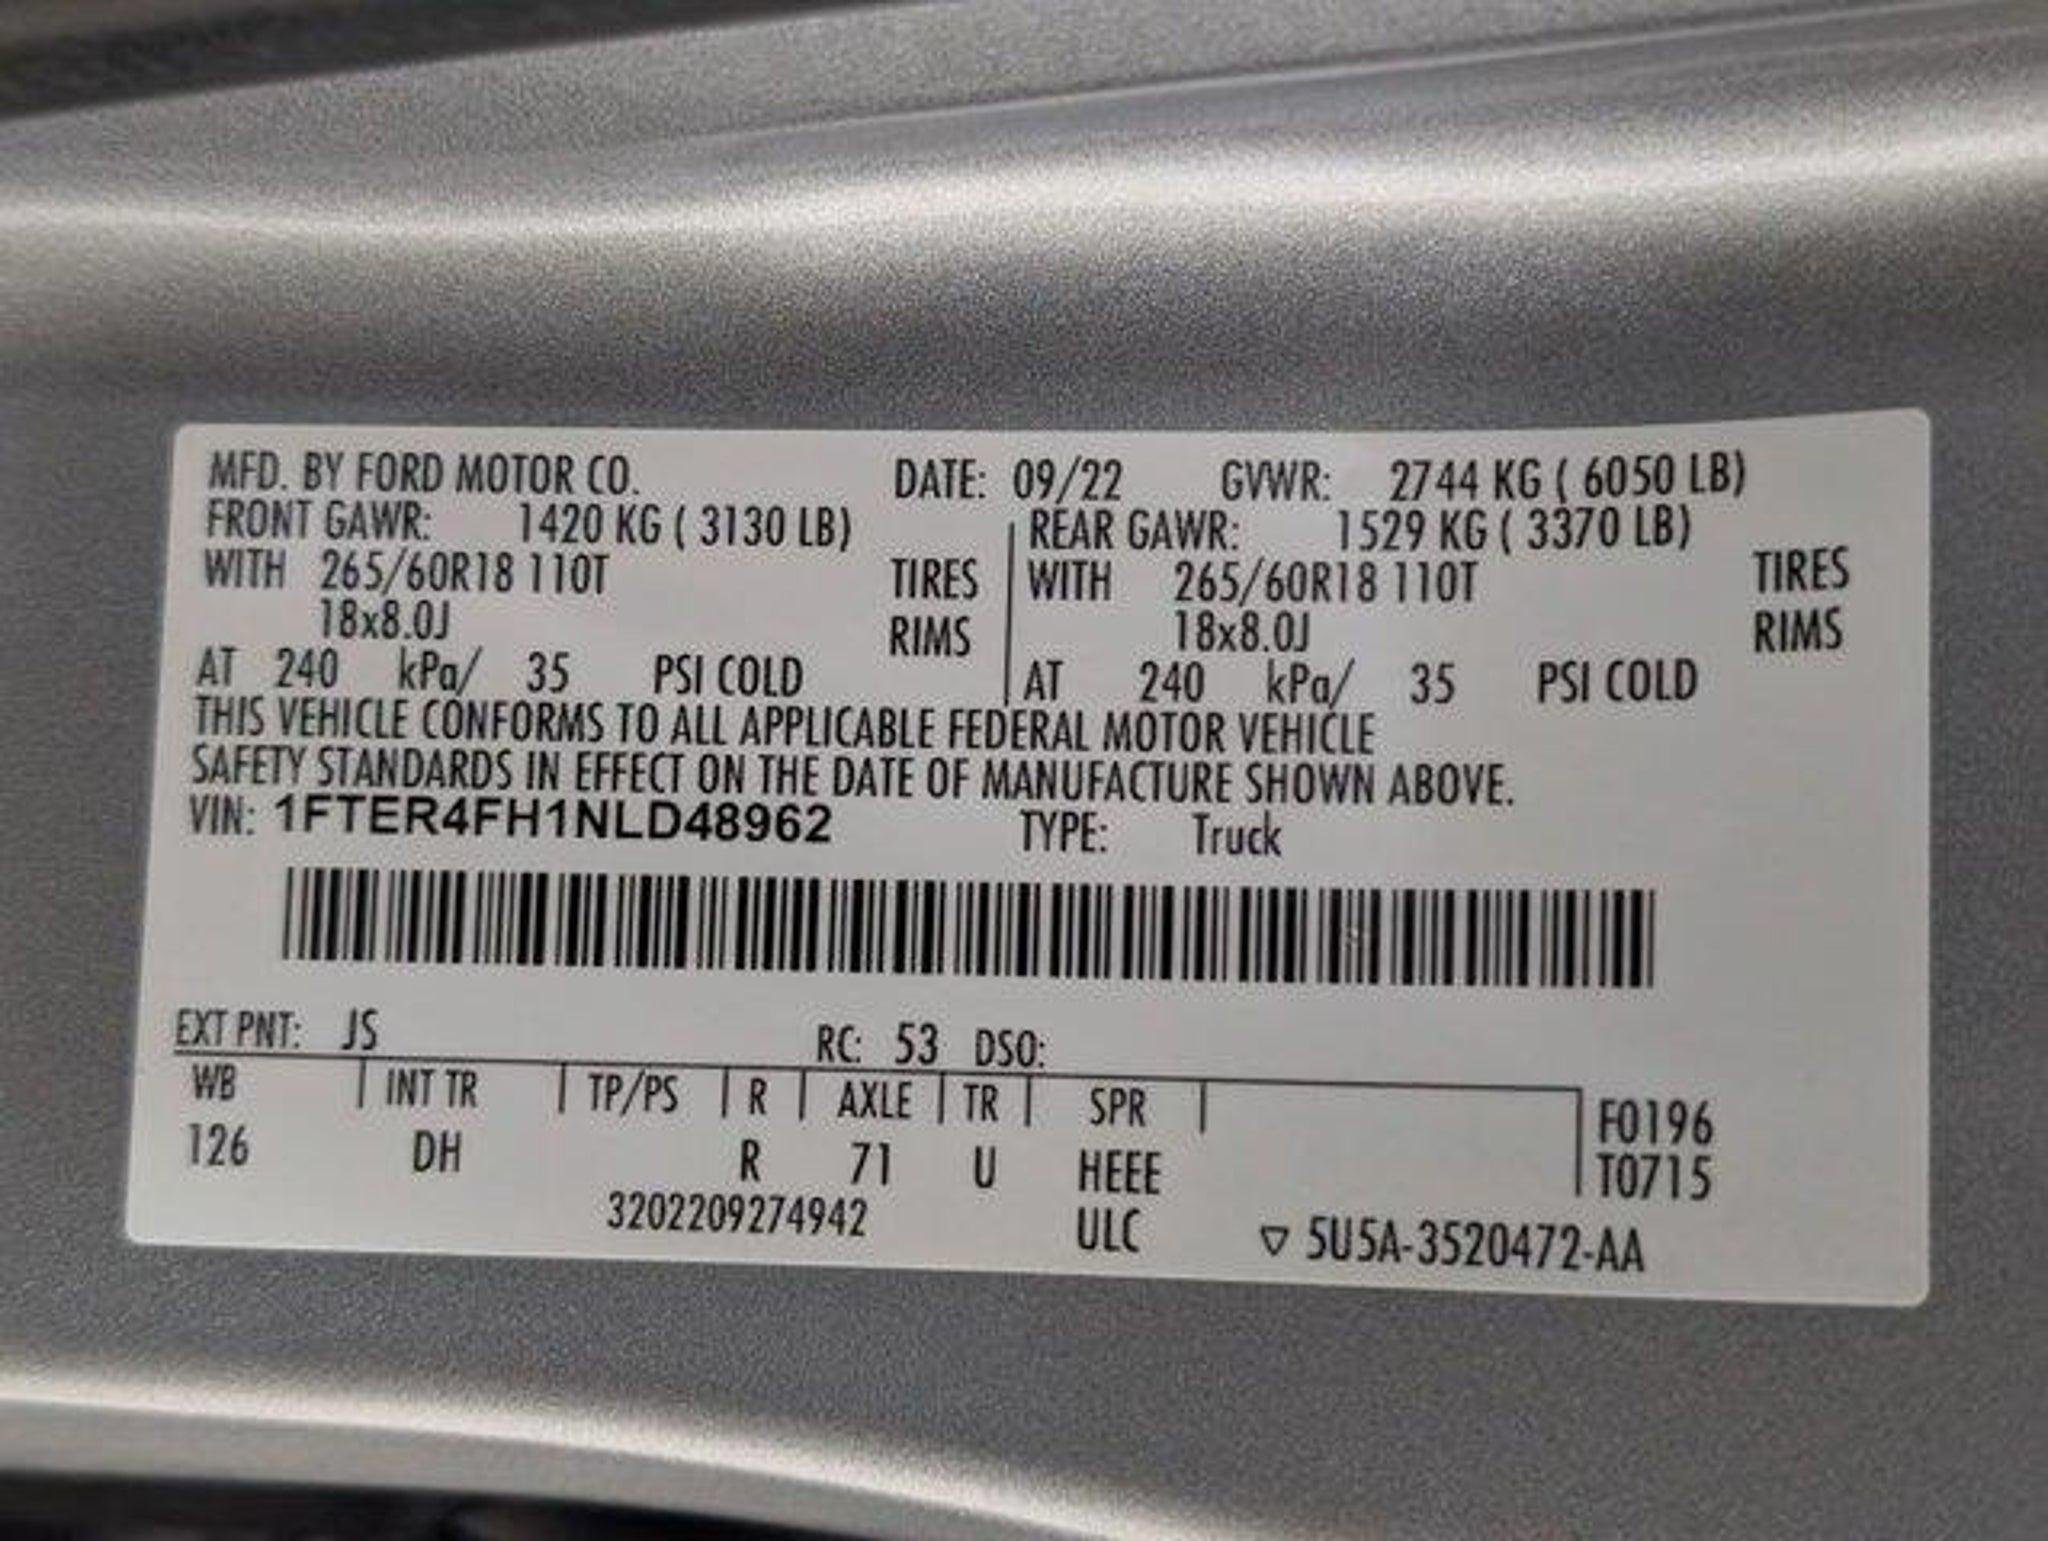 MFD. BY FORD MOTOR CO. DATE: 09/22 GVWR: 2744 KG ( 6050 LB)
FRONT GAWR: 1420 KG ( 3130 LB) REAR GAWR: 1529 KG ( 3370 LB)
WITH 265/60R18 110T TIRES WITH 265/60R18 110T TIRES
18x8.0J RIMS 18x8.0J RIMS
AT 240 kPa/ 35 PSI COLD AT 240 kPa/ 35 PSI COLD
THIS VEHICLE CONFORMS TO ALL APPLICABLE FEDERAL MOTOR VEHICLE
SAFETY STANDARDS IN EFFECT ON THE DATE OF MANUFACTURE SHOWN ABOVE.
VIN: 1FTER4FH1NLD48962 TYPE: Truck
EXT PNT: JS RC: 53 DSO:
WB INT TR TP/PS R AXLE TR SPR F0196
126 DH R 71 U HEEE T0715
3202209274942 ULC ▽ 5U5A-3520472-AA